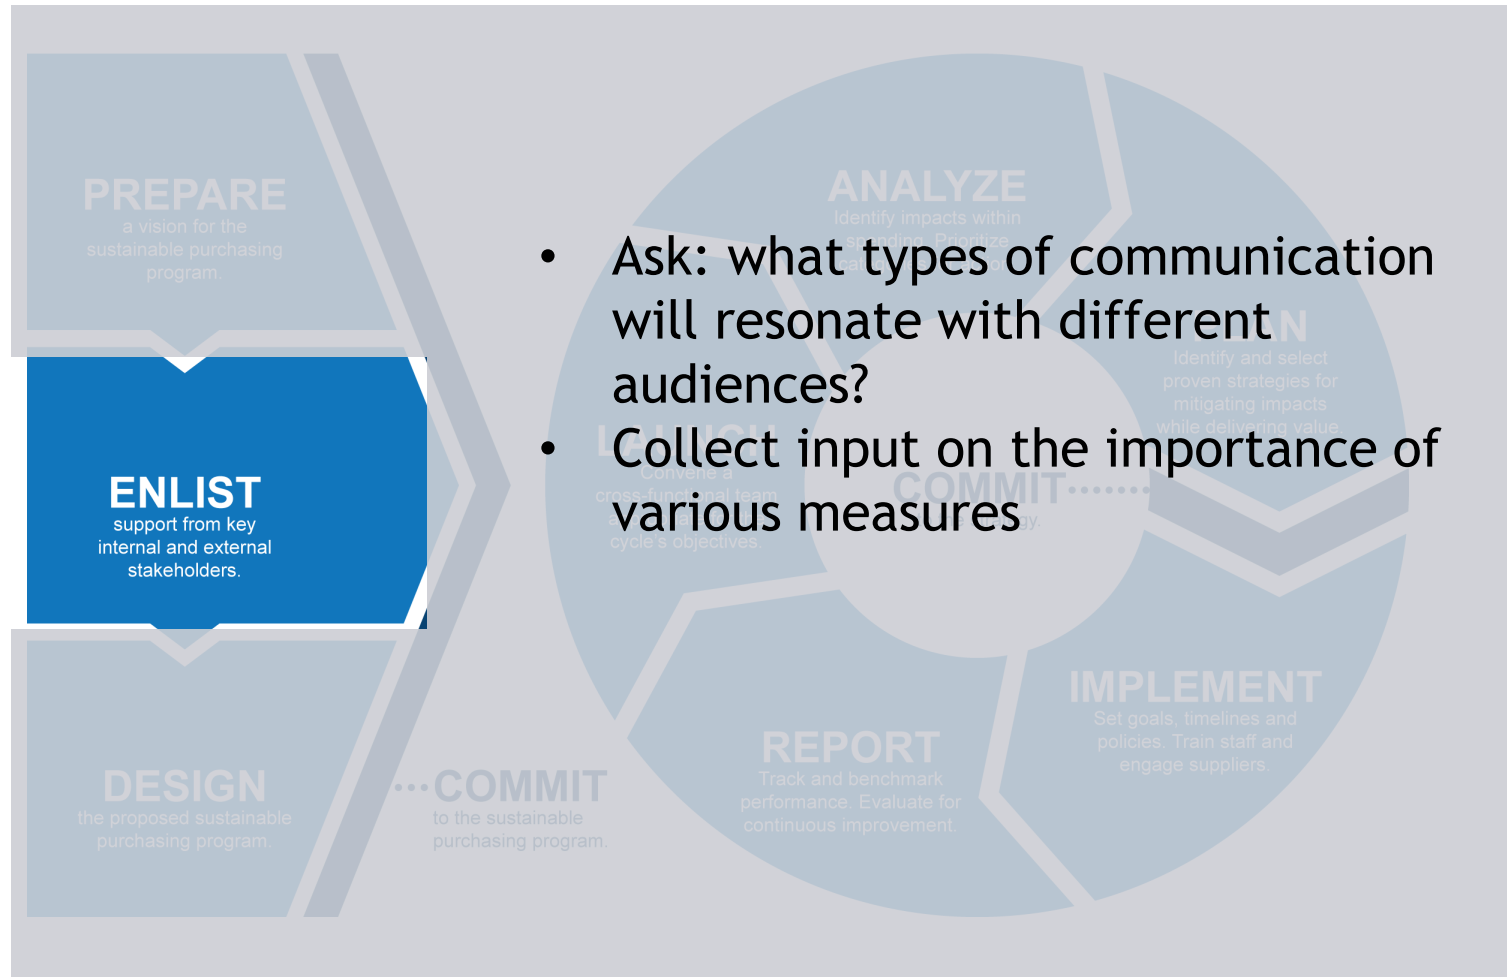 PREPARE
a vision for the
sustainable purchasing
program.
ENLIST
support from key
internal and external
stakeholders.
DESIGN
the proposed sustainable
purchasing program.
COMMIT
to the sustainable
purchasing program.
• Ask: what types of communication
will resonate with different
audiences?
• Collect input on the importance of
various measures
ANALYZE
Identify impacts within
spending. Prioritize
Identify and select
proven strategies for
mitigating impacts
while delivering value.
LAUNCH
Convene a
cross-functional team
cycle's objectives.
COMMIT
IMPLEMENT
Set goals, timelines and
policies. Train staff and
engage suppliers.
REPORT
Track and benchmark
performance. Evaluate for
continuous improvement.